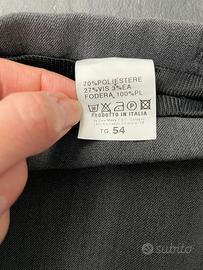 70%POLIESTERE
27%VIS 3%EA
FODERA 100%PL
PRODOTTO IN ITALIA
TG. 54
subito